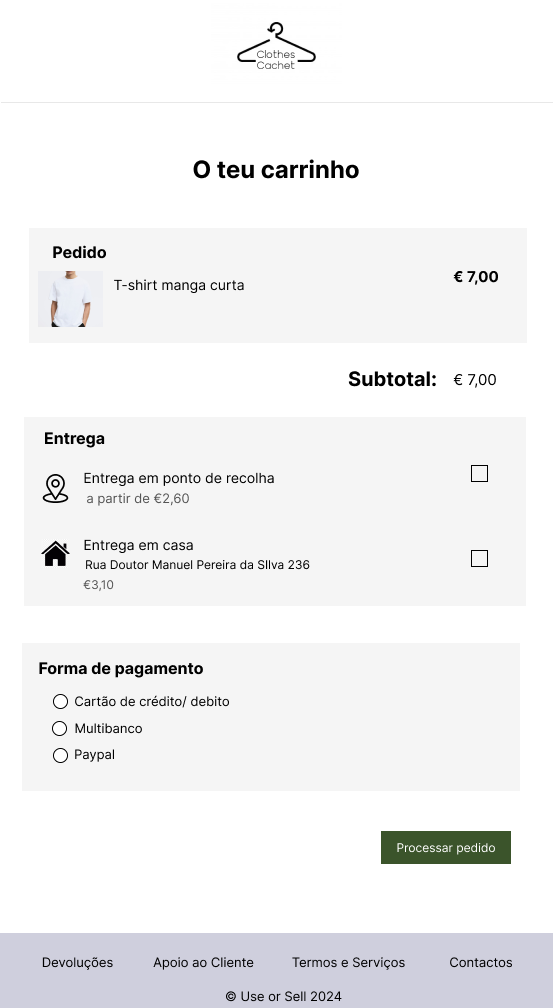 Clothes
Cachet
O teu carrinho
Pedido
T-shirt manga curta
€ 7,00
Subtotal: € 7,00
Entrega
Entrega em ponto de recolha
a partir de €2,60
Entrega em casa
Rua Doutor Manuel Pereira da SIlva 236
€3,10
Forma de pagamento
Cartão de crédito/ debito
Multibanco
Paypal
Processar pedido
Devoluções Apoio ao Cliente Termos e Serviços Contactos
© Use or Sell 2024